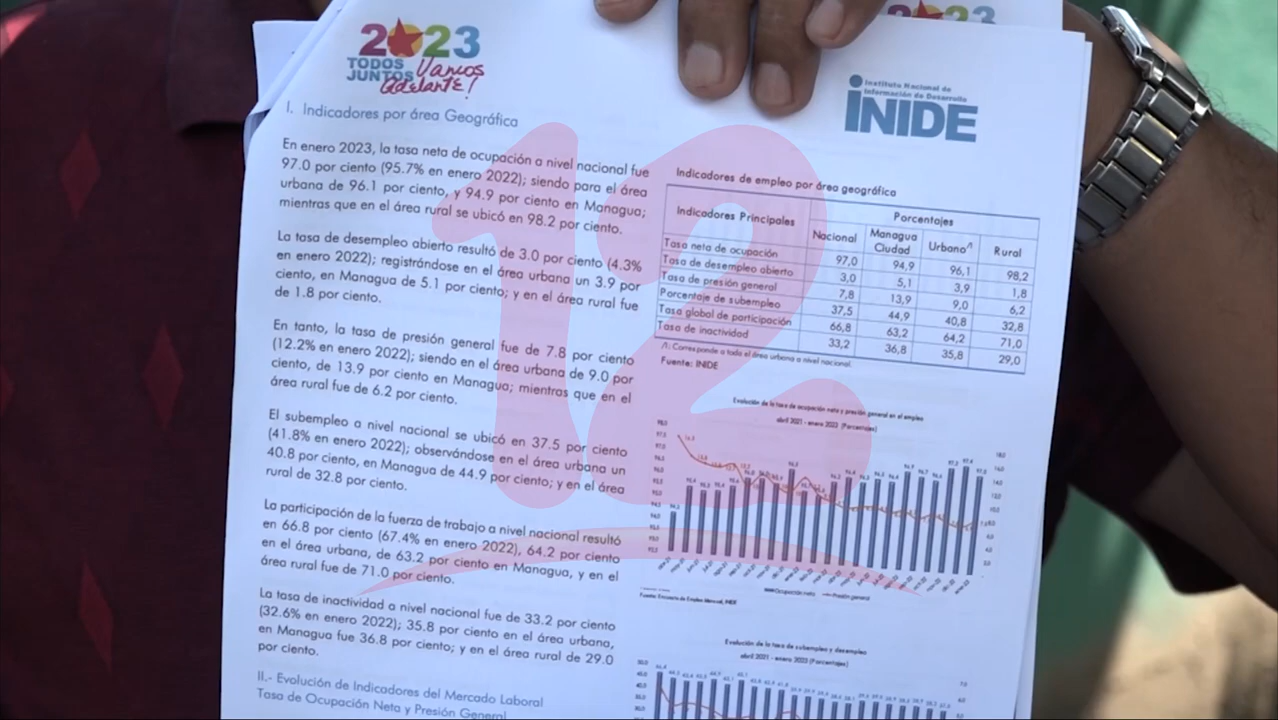 2023
TODOS
JUNTOS Vamos
Adelante!
Instituto Nacional de
Información de Desarrollo
INIDE
I. Indicadores por área Geográfica
En enero 2023, la tasa neta de ocupación a nivel nacional fue
97.0 por ciento (95.7% en enero 2022); siendo para el área
urbana de 96.1 por ciento, y 94.9 por ciento en Managua;
mientras que en el área rural se ubicó en 98.2 por ciento.
La tasa de desempleo abierto resultó de 3.0 por ciento (4.3%
en enero 2022); registrándose en el área urbana un 3.9 por
ciento, en Managua de 5.1 por ciento; y en el área rural fue
de 1.8 por ciento.
En tanto, la tasa de presión general fue de 7.8 por ciento
(12.2% en enero 2022); siendo en el área urbana de 9.0 por
ciento, de 13.9 por ciento en Managua; mientras que en el
área rural fue de 6.2 por ciento.
El subempleo a nivel nacional se ubicó en 37.5 por ciento
(41.8% en enero 2022); observándose en el área urbana un
40.8 por ciento, en Managua de 44.9 por ciento; y en el área
rural de 32.8 por ciento.
La participación de la fuerza de trabajo a nivel nacional resultó
en 66.8 por ciento (67.4% en enero 2022), 64.2 por ciento
en el área urbana, de 63.2 por ciento en Managua, y en el
área rural fue de 71.0 por ciento.
La tasa de inactividad a nivel nacional fue de 33.2 por ciento
(32.6% en enero 2022); 35.8 por ciento en el área urbana,
en Managua fue 36.8 por ciento; y en el área rural de 29.0
por ciento.
II.- Evolución de Indicadores del Mercado Laboral
Tasa de Ocupación Neta y Presión General
Indicadores de empleo por área geográfica
Indicadores Principales Porcentajes
Nacional Managua Ciudad Urbano/1 Rural
Tasa neta de ocupación 97,0 94,9 96,1 98,2
Tasa de desempleo abierto 3,0 5,1 3,9 1,8
Tasa de presión general 7,8 13,9 9,0 6,2
Porcentaje de subempleo 37,5 44,9 40,8 32,8
Tasa global de participación 66,8 63,2 64,2 71,0
Tasa de inactividad 33,2 36,8 35,8 29,0
/1: Corresponde a toda el área urbana a nivel nacional.
Fuente: INIDE
Evolución de la tasa de ocupación neta y presión general en el empleo
Ocupación neta Presión general
Evolución de la tasa de subempleo y desempleo
abril 2021 - enero 2023 (Porcentajes)
12